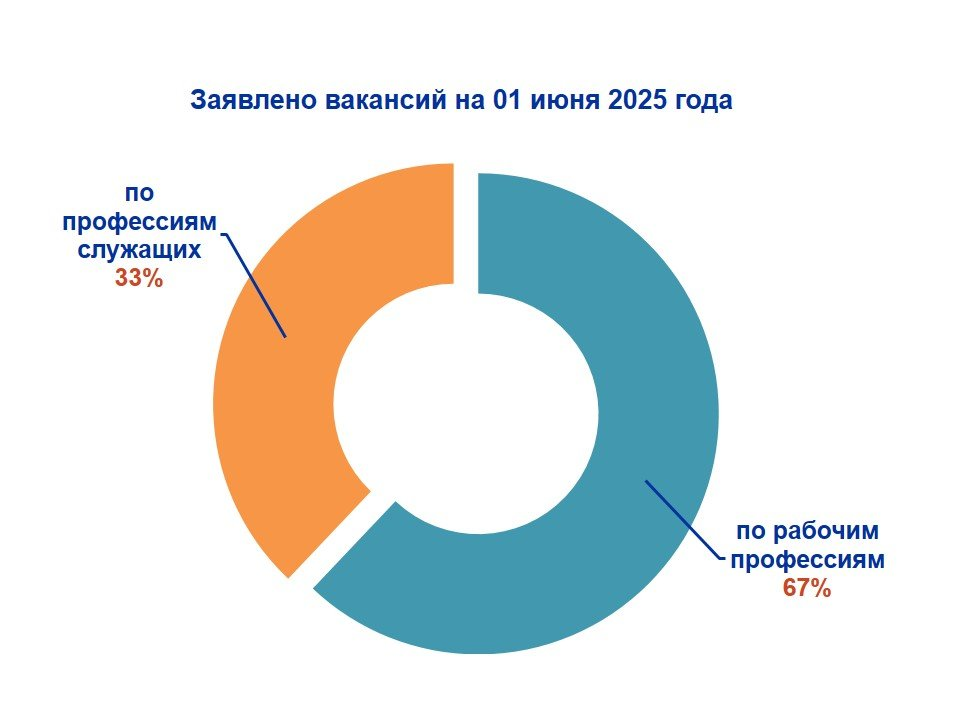 Заявлено вакансий на 01 июня 2025 года
по
профессиям
служащих
33%
по рабочим
профессиям
67%